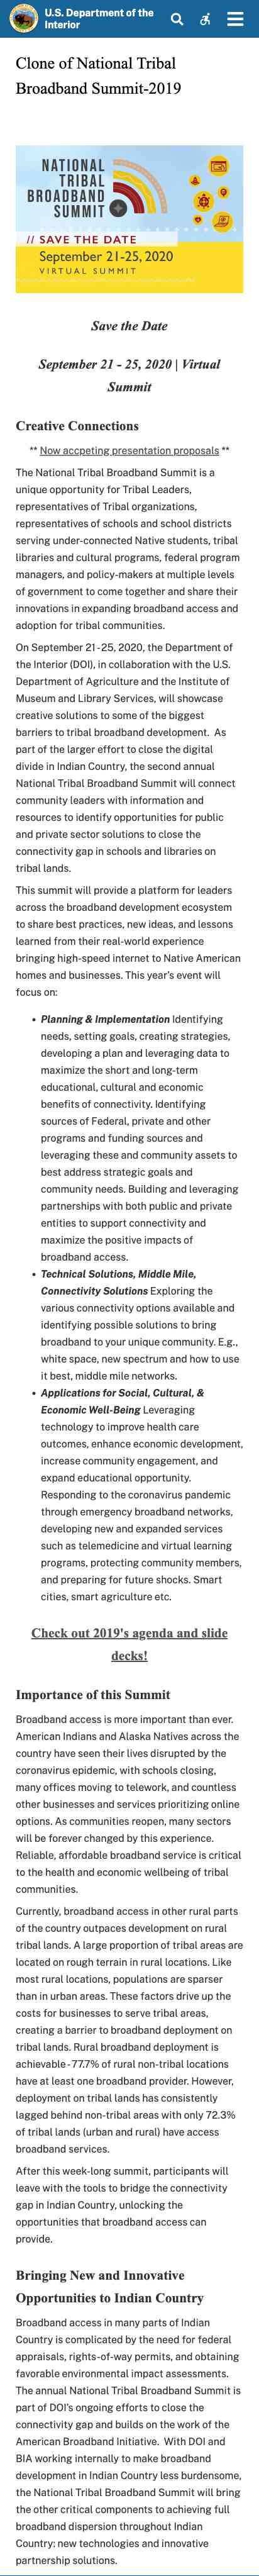 U.S. Department of the
Interior
Clone of National Tribal
Broadband Summit-2019
NATIONAL
TRIBAL
BROADBAND
SUMMIT
// SAVE THE DATE
September 21-25, 2020
VIRTUAL SUMMIT
Save the Date
September 21 - 25, 2020 | Virtual
Summit
Creative Connections
** Now accpeting presentation proposals **
The National Tribal Broadband Summit is a
unique opportunity for Tribal Leaders,
representatives of Tribal organizations,
representatives of schools and school districts
serving under-connected Native students, tribal
libraries and cultural programs, federal program
managers, and policy-makers at multiple levels
of government to come together and share their
innovations in expanding broadband access and
adoption for tribal communities.
On September 21 - 25, 2020, the Department of
the Interior (DOI), in collaboration with the U.S.
Department of Agriculture and the Institute of
Museum and Library Services, will showcase
creative solutions to some of the biggest
barriers to tribal broadband development.  As
part of the larger effort to close the digital
divide in Indian Country, the second annual
National Tribal Broadband Summit will connect
community leaders with information and
resources to identify opportunities for public
and private sector solutions to close the
connectivity gap in schools and libraries on
tribal lands.
This summit will provide a platform for leaders
across the broadband development ecosystem
to share best practices, new ideas, and lessons
learned from their real-world experience
bringing high-speed internet to Native American
homes and businesses. This year's event will
focus on:
• Planning & Implementation Identifying
needs, setting goals, creating strategies,
developing a plan and leveraging data to
maximize the short and long-term
educational, cultural and economic
benefits of connectivity. Identifying
sources of Federal, private and other
programs and funding sources and
leveraging these and community assets to
best address strategic goals and
community needs. Building and leveraging
partnerships with both public and private
entities to support connectivity and
maximize the positive impacts of
broadband access.
• Technical Solutions, Middle Mile,
Connectivity Solutions Exploring the
various connectivity options available and
identifying possible solutions to bring
broadband to your unique community. E.g.,
white space, new spectrum and how to use
it best, middle mile networks.
• Applications for Social, Cultural, &
Economic Well-Being Leveraging
technology to improve health care
outcomes, enhance economic development,
increase community engagement, and
expand educational opportunity.
Responding to the coronavirus pandemic
through emergency broadband networks,
developing new and expanded services
such as telemedicine and virtual learning
programs, protecting community members,
and preparing for future shocks. Smart
cities, smart agriculture etc.
Check out 2019's agenda and slide
decks!
Importance of this Summit
Broadband access is more important than ever.
American Indians and Alaska Natives across the
country have seen their lives disrupted by the
coronavirus epidemic, with schools closing,
many offices moving to telework, and countless
other businesses and services prioritizing online
options. As communities reopen, many sectors
will be forever changed by this experience.
Reliable, affordable broadband service is critical
to the health and economic wellbeing of tribal
communities.
Currently, broadband access in other rural parts
of the country outpaces development on rural
tribal lands. A large proportion of tribal areas are
located on rough terrain in rural locations. Like
most rural locations, populations are sparser
than in urban areas. These factors drive up the
costs for businesses to serve tribal areas,
creating a barrier to broadband deployment on
tribal lands. Rural broadband deployment is
achievable - 77.7% of rural non-tribal locations
have at least one broadband provider. However,
deployment on tribal lands has consistently
lagged behind non-tribal areas with only 72.3%
of tribal lands (urban and rural) have access
broadband services.
After this week-long summit, participants will
leave with the tools to bridge the connectivity
gap in Indian Country, unlocking the
opportunities that broadband access can
provide.
Bringing New and Innovative
Opportunities to Indian Country
Broadband access in many parts of Indian
Country is complicated by the need for federal
appraisals, rights-of-way permits, and obtaining
favorable environmental impact assessments.
The annual National Tribal Broadband Summit is
part of DOI's ongoing efforts to close the
connectivity gap and builds on the work of the
American Broadband Initiative.  With DOI and
BIA working internally to make broadband
development in Indian Country less burdensome,
the National Tribal Broadband Summit will bring
the other critical components to achieving full
broadband dispersion throughout Indian
Country: new technologies and innovative
partnership solutions.